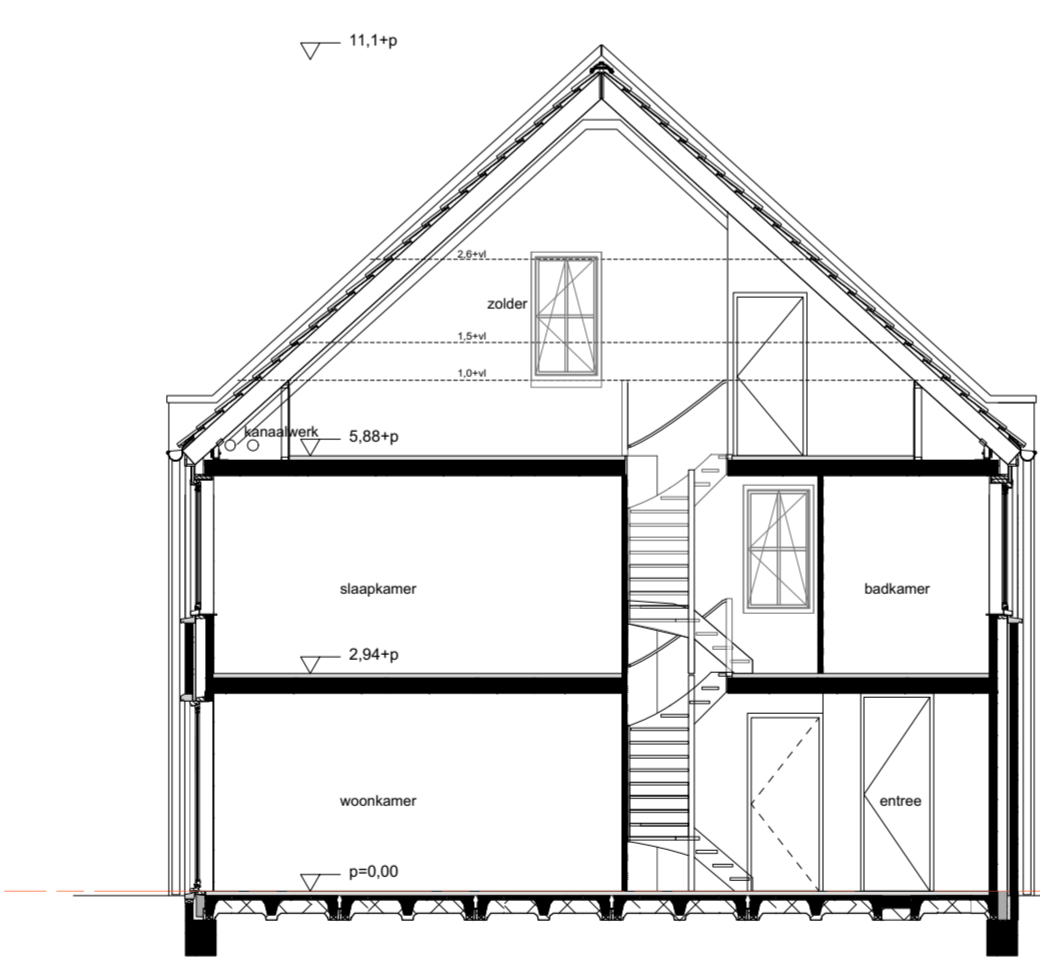 11,1+p
2,6+vl
zolder
1,5+vl
1,0+vl
kanaalwerk
5,88+p
slaapkamer
badkamer
2,94+p
woonkamer
entree
p=0,00